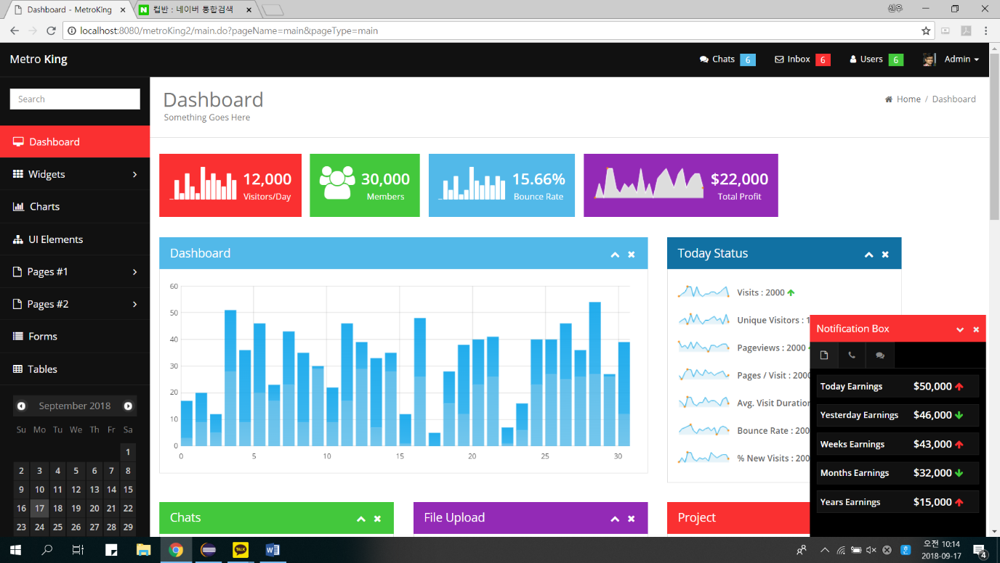 Dashboard - MetroKing
컵반 : 네이버 통합검색
신우
localhost:8080/metroKing2/main.do?pageName=main&pageType=main
Metro King
Chats 6
Inbox 6
Users 6
Admin
Search
Dashboard
Widgets
Charts
UI Elements
Pages #1
Pages #2
Forms
Tables
September 2018
Su Mo Tu We Th Fr Sa
1
2 3 4 5 6 7 8
9 10 11 12 13 14 15
16 17 18 19 20 21 22
23 24 25 26 27 28 29
Dashboard
Something Goes Here
Home / Dashboard
12,000
Visitors/Day
30,000
Members
15.66%
Bounce Rate
$22,000
Total Profit
Dashboard
60
50
40
30
20
10
0
0 5 10 15 20 25 30
Today Status
Visits : 2000
Unique Visitors : 1
Pageviews : 2000
Pages / Visit : 2000
Avg. Visit Duration
Bounce Rate : 200
% New Visits : 200
Notification Box
Today Earnings $50,000
Yesterday Earnings $46,000
Weeks Earnings $43,000
Months Earnings $32,000
Years Earnings $15,000
Chats
File Upload
Project
TALK
오전 10:14
2018-09-17
4